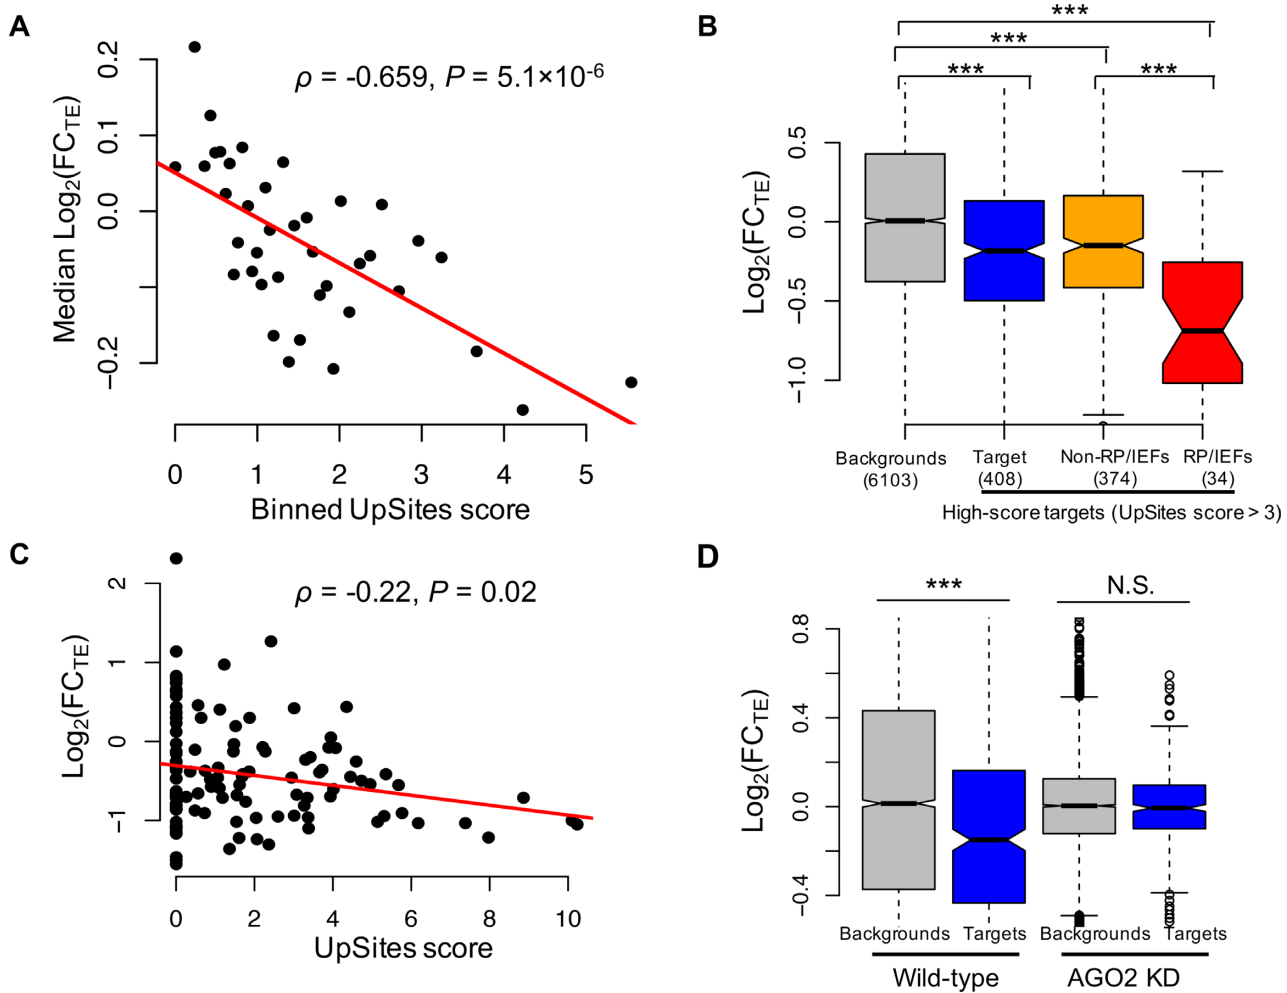 A
ρ = -0.659, P = 5.1×10-6
Median Log2(FCTE)
0.2
0.1
0.0
−0.2
0 1 2 3 4 5
Binned UpSites score
B
***
***
*** ***
Log2(FCTE)
0.5
0.0
−0.5
−1.0
Backgrounds Target Non-RP/IEFs RP/IEFs
(6103) (408) (374) (34)
High-score targets (UpSites score > 3)
C
ρ = -0.22, P = 0.02
Log2(FCTE)
2
1
0
−1
0 2 4 6 8 10
UpSites score
D
*** N.S.
Log2(FCTE)
0.8
0.4
0.0
−0.4
Backgrounds Targets Backgrounds Targets
Wild-type AGO2 KD